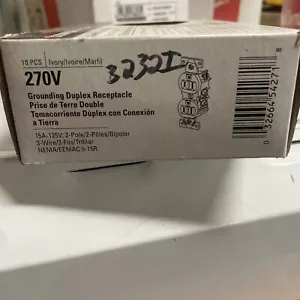 10 PCS | Ivory/Ivoire/Marfil
270V
3232I
Grounding Duplex Receptacle
Prise de Terre Double
Tomacorriente Dúplex con Conexión
a Tierra
15A-125V; 2-Pole/2-Pôles/Bipolar
3-Wire/3-Fils/Trifilar
NEMA/EEMAC 5-15R
0 32664 54271 8